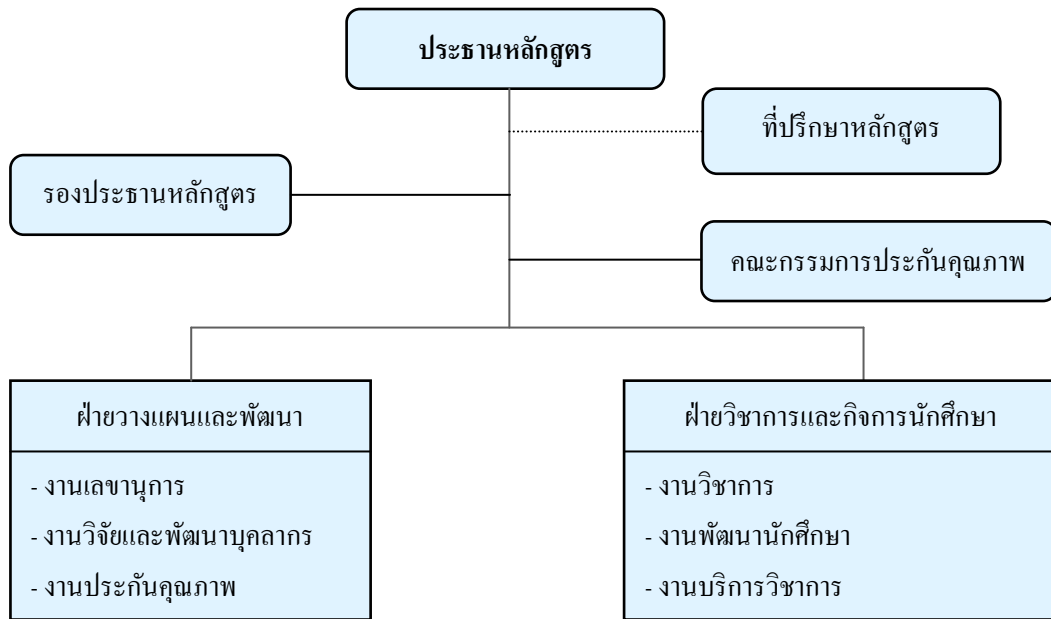 ประธานหลักสูตร
ที่ปรึกษาหลักสูตร
รองประธานหลักสูตร
คณะกรรมการประกันคุณภาพ
ฝ่ายวางแผนและพัฒนา
- งานเลขานุการ
- งานวิจัยและพัฒนาบุคลากร
- งานประกันคุณภาพ
ฝ่ายวิชาการและกิจการนักศึกษา
- งานวิชาการ
- งานพัฒนานักศึกษา
- งานบริการวิชาการ